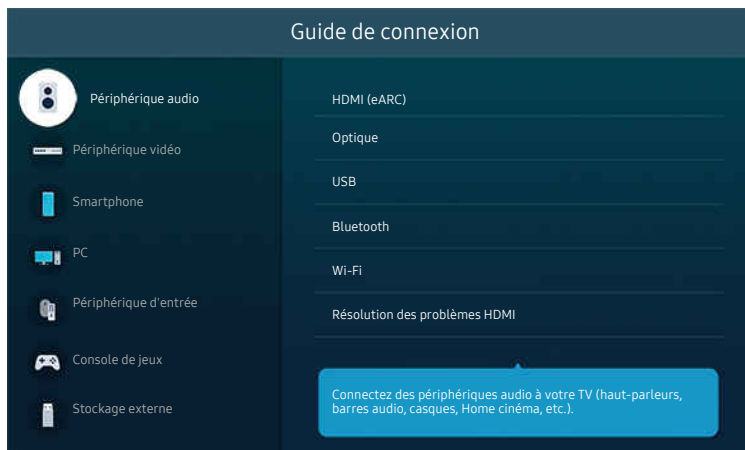 Guide de connexion
Périphérique audio
Périphérique vidéo
Smartphone
PC
Périphérique d'entrée
Console de jeux
Stockage externe
HDMI (eARC)
Optique
USB
Bluetooth
Wi-Fi
Résolution des problèmes HDMI
Connectez des périphériques audio à votre TV (haut-parleurs,
barres audio, casques, Home cinéma, etc.).